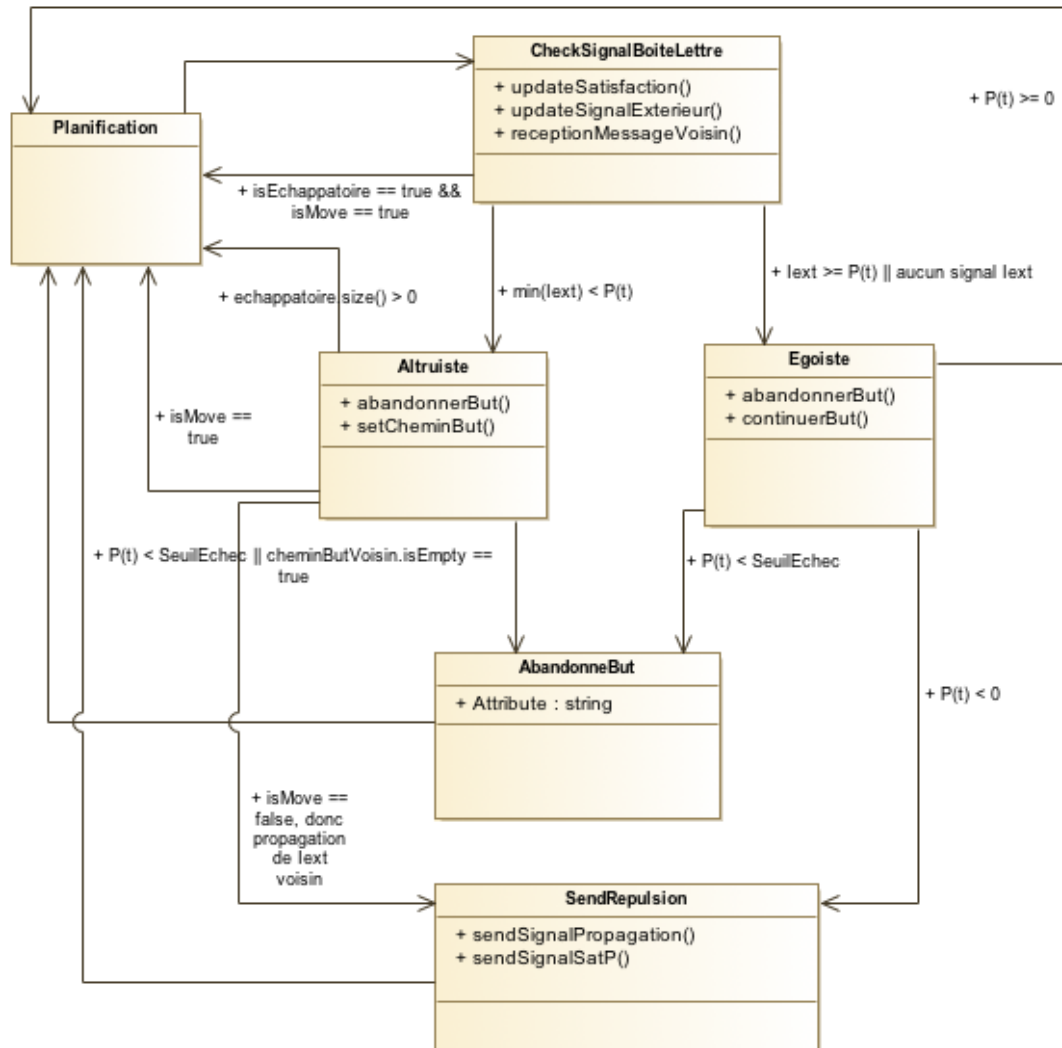 CheckSignalBoiteLettre
+ updateSatisfaction()
+ updateSignalExterieur()
+ receptionMessageVoisin()
+ P(t) >= 0
Planification
+ isEchappatoire == true &&
isMove == true
+ Iext >= P(t) || aucun signal Iext
+ echappatoire.size() > 0
+ min(Iext) < P(t)
Altruiste
+ abandonnerBut()
+ setCheminBut()
Egoiste
+ abandonnerBut()
+ continuerBut()
+ isMove ==
true
+ P(t) < SeuilEchec || cheminButVoisin.isEmpty ==
true
+ P(t) < SeuilEchec
AbandonneBut
+ Attribute : string
+ P(t) < 0
+ isMove ==
false, donc
propagation
de Iext
voisin
SendRepulsion
+ sendSignalPropagation()
+ sendSignalSatP()